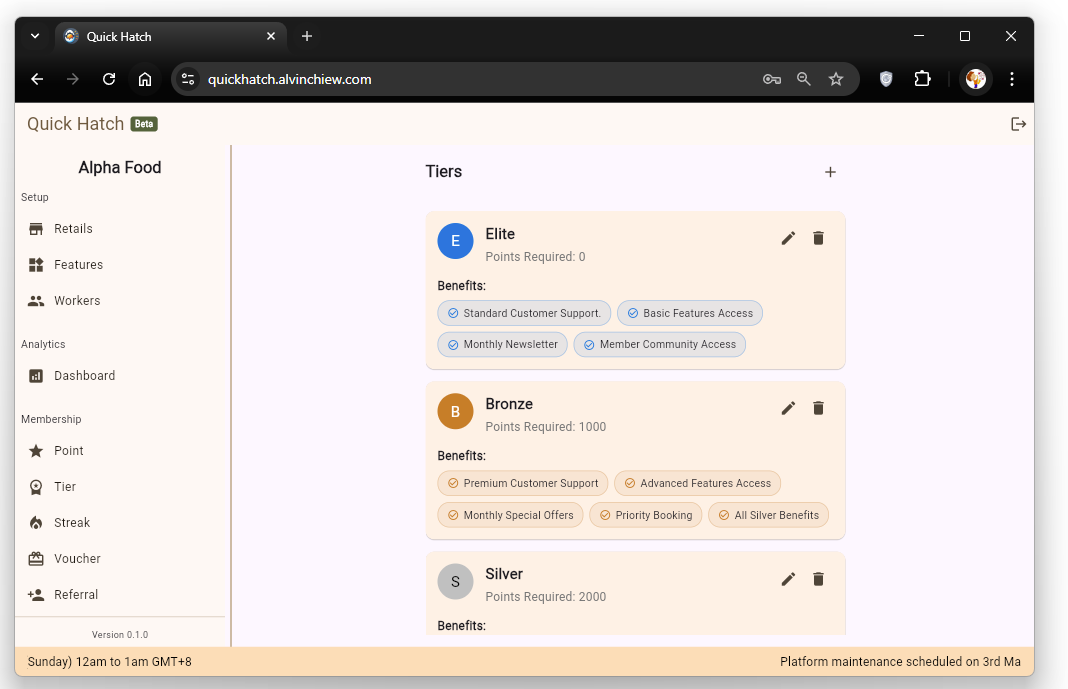 Quick Hatch
quickhatch.alvinchiew.com
Quick Hatch Beta
Alpha Food
Setup
Retails
Features
Workers
Analytics
Dashboard
Membership
Point
Tier
Streak
Voucher
Referral
Version 0.1.0
Tiers
E Elite
Points Required: 0
Benefits:
Standard Customer Support. Basic Features Access
Monthly Newsletter Member Community Access
B Bronze
Points Required: 1000
Benefits:
Premium Customer Support Advanced Features Access
Monthly Special Offers Priority Booking All Silver Benefits
S Silver
Points Required: 2000
Benefits:
Sunday) 12am to 1am GMT+8 Platform maintenance scheduled on 3rd Ma